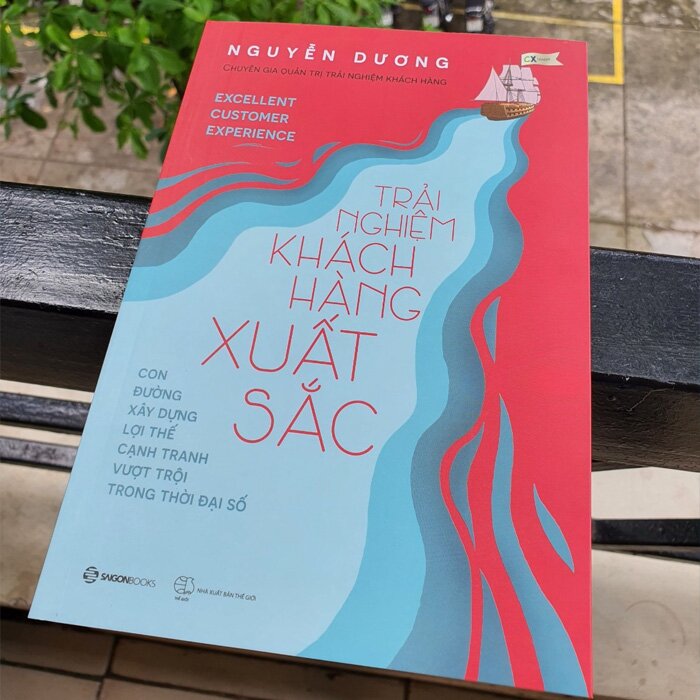 NGUYỄN DƯƠNG
CHUYÊN GIA QUẢN TRỊ TRẢI NGHIỆM KHÁCH HÀNG
CX
EXCELLENT
CUSTOMER
EXPERIENCE
TRẢI
NGHIỆM
KHÁCH
HÀNG
XUẤT
SẮC
CON
ĐƯỜNG
XÂY DỰNG
LỢI THẾ
CẠNH TRANH
VƯỢT TRỘI
TRONG THỜI ĐẠI SỐ
SAIGONBOOKS
THẾ GIỚI
NHÀ XUẤT BẢN THẾ GIỚI